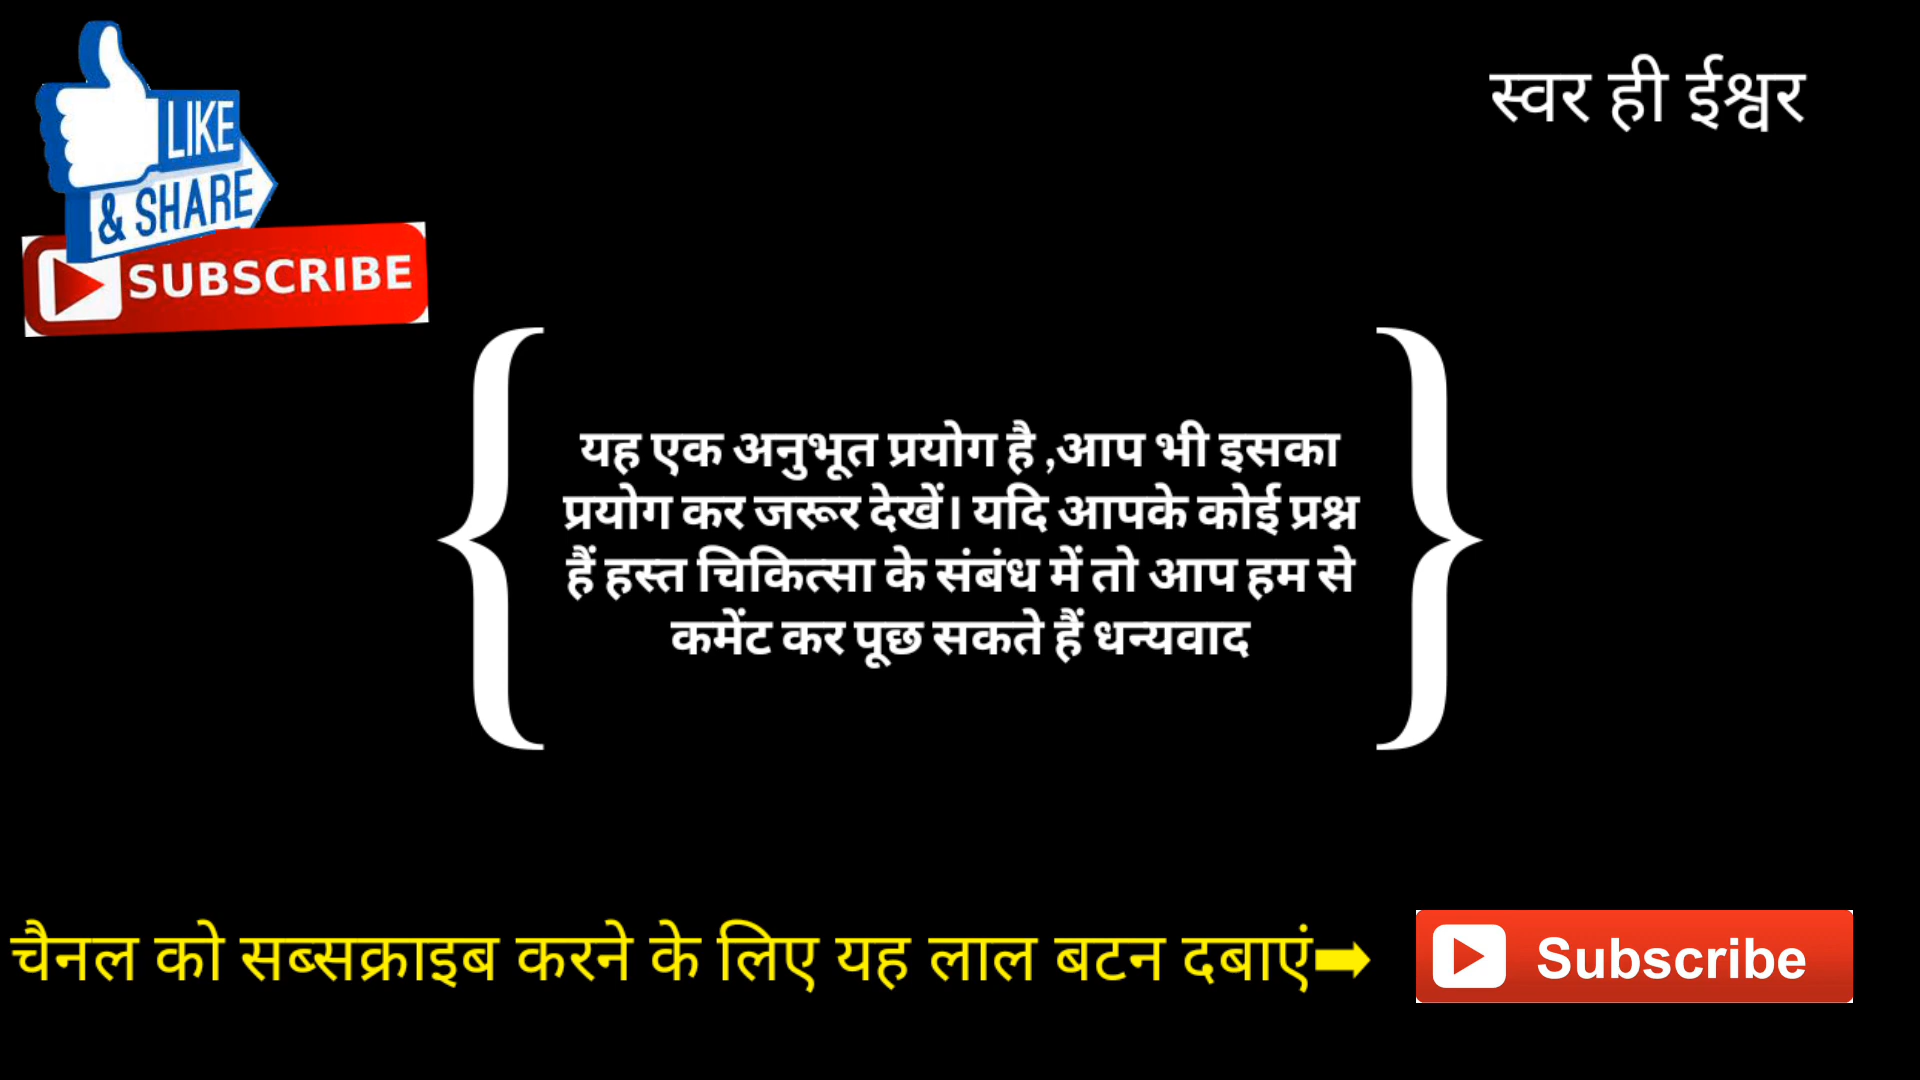 LIKE
& SHARE
SUBSCRIBE
स्वर ही ईश्वर
यह एक अनुभूत प्रयोग है ,आप भी इसका
प्रयोग कर जरूर देखें। यदि आपके कोई प्रश्न
हैं हस्त चिकित्सा के संबंध में तो आप हम से
कमेंट कर पूछ सकते हैं धन्यवाद
चैनल को सब्सक्राइब करने के लिए यह लाल बटन दबाएं➡
Subscribe